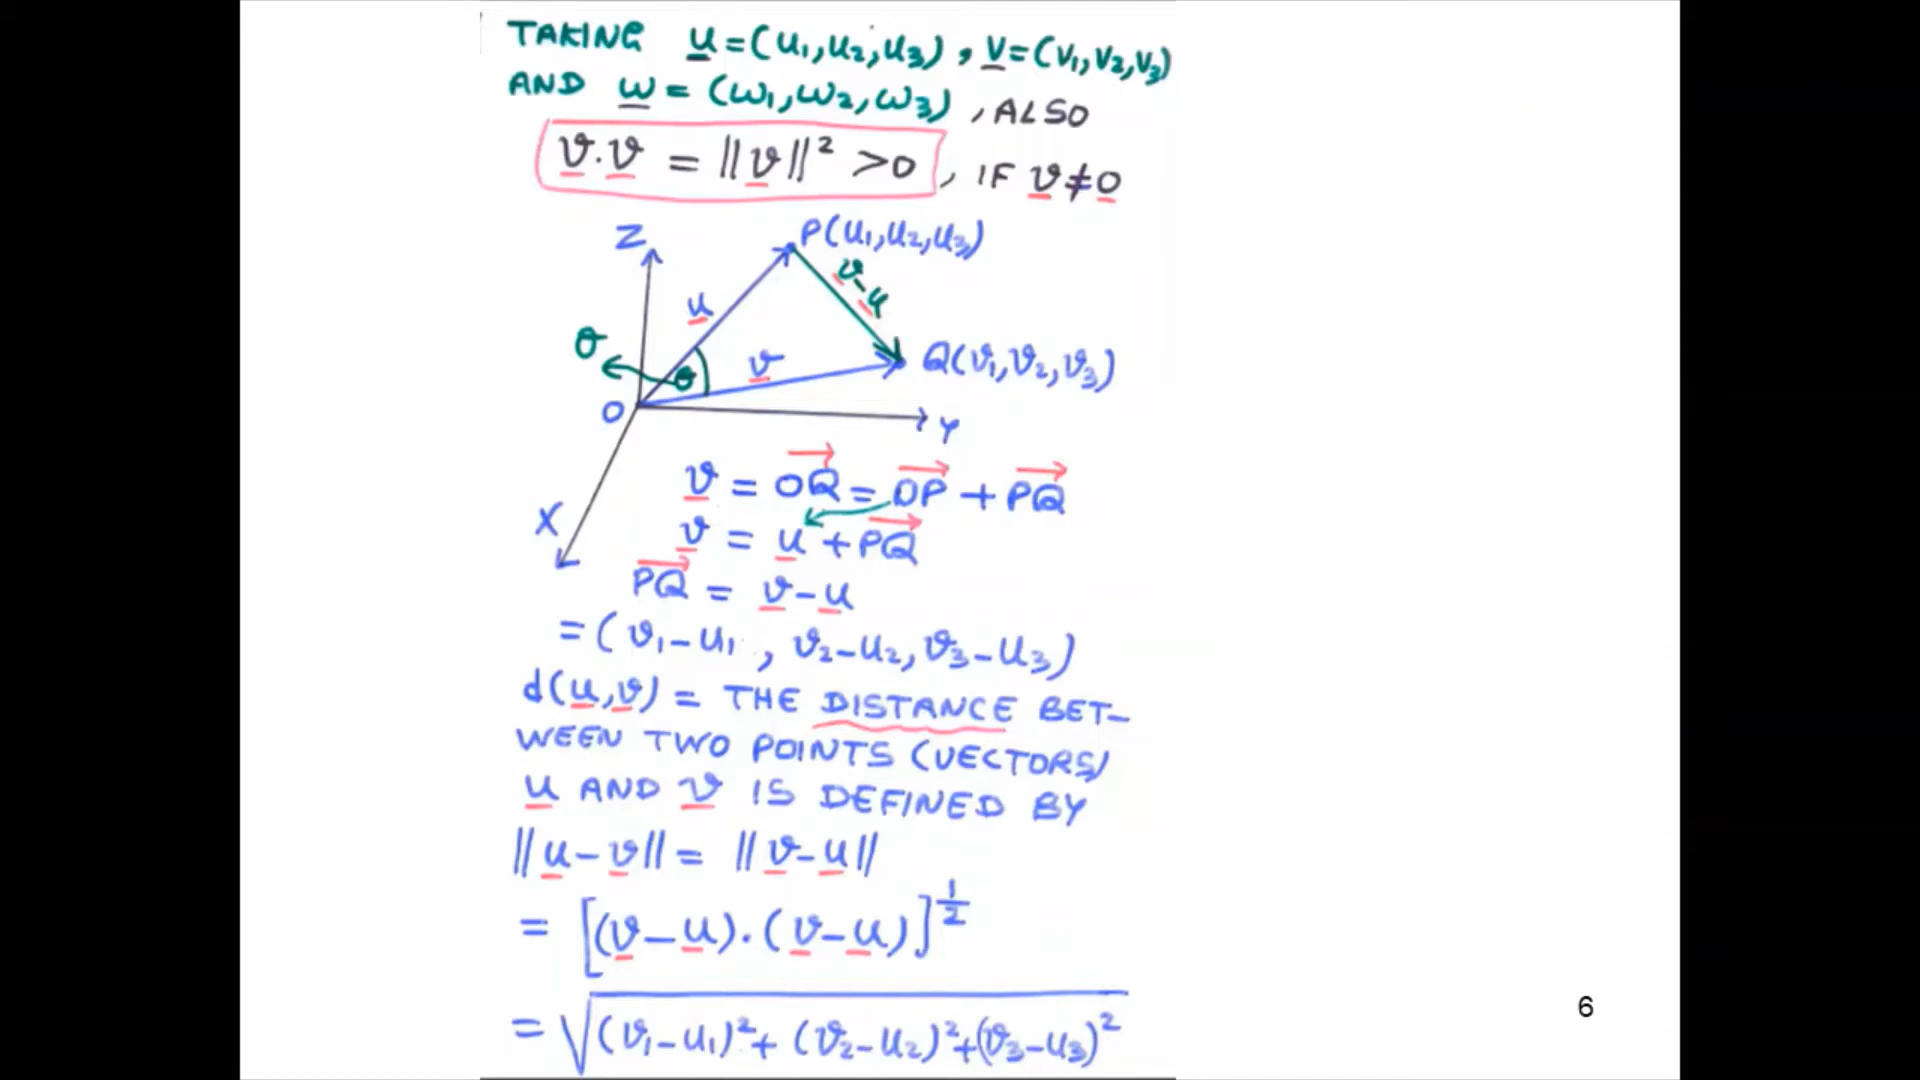 TAKING u = (u1, u2, u3) , v = (v1, v2, v3)
AND w = (w1, w2, w3) , ALSO
v.v = ||v||² > 0 , IF v ≠ 0
Z
P(u1, u2, u3)
v-u
u
θ
θ
v
Q(v1, v2, v3)
O
Y
X
v = OQ = OP + PQ
v = u + PQ
PQ = v - u
= (v1 - u1 , v2 - u2, v3 - u3)
d(u,v) = THE DISTANCE BET-
WEEN TWO POINTS (VECTORS)
u AND v IS DEFINED BY
||u - v|| = ||v - u||
= [(v - u).(v - u)]^1/2
= √(v1 - u1)² + (v2 - u2)² + (v3 - u3)²
6